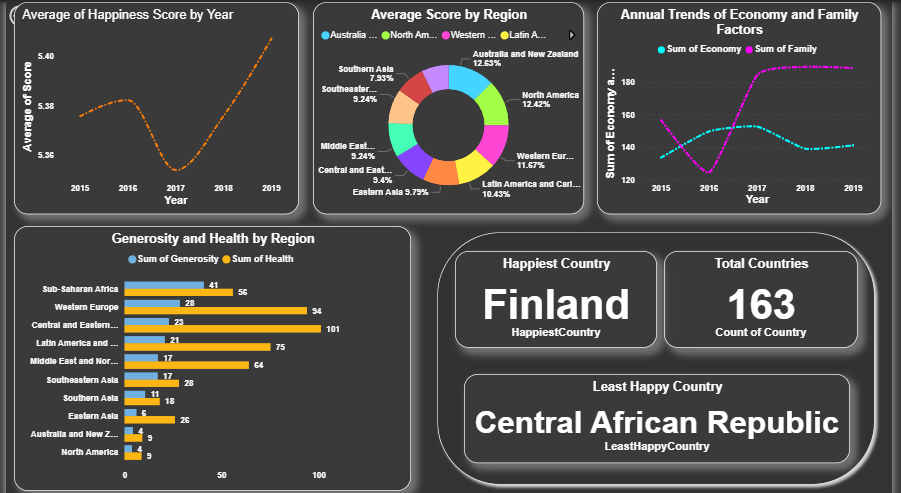 Average of Happiness Score by Year
Average of Score
5.40
5.38
5.36
2015 2016 2017 2018 2019
Year
Average Score by Region
Australia ... North Am... Western ... Latin A...
Australia and New Zealand
12.63%
North America
12.42%
Western Eur...
11.67%
Latin America and Cari...
10.43%
Eastern Asia 9.79%
Central and East...
9.4%
Middle East...
9.24%
Southeaster...
9.24%
Southern Asia
7.93%
Annual Trends of Economy and Family
Factors
Sum of Economy Sum of Family
Sum of Economy a...
180
160
140
120
2015 2016 2017 2018 2019
Year
Generosity and Health by Region
Sum of Generosity Sum of Health
Sub-Saharan Africa 41
56
Western Europe 28
94
Central and Eastern... 23
101
Latin America and ... 21
75
Middle East and Nor... 17
64
Southeastern Asia 17
28
Southern Asia 11
18
Eastern Asia 6
26
Australia and New Z... 4
9
North America 4
9
0 50 100
Happiest Country
Finland
HappiestCountry
Total Countries
163
Count of Country
Least Happy Country
Central African Republic
LeastHappyCountry